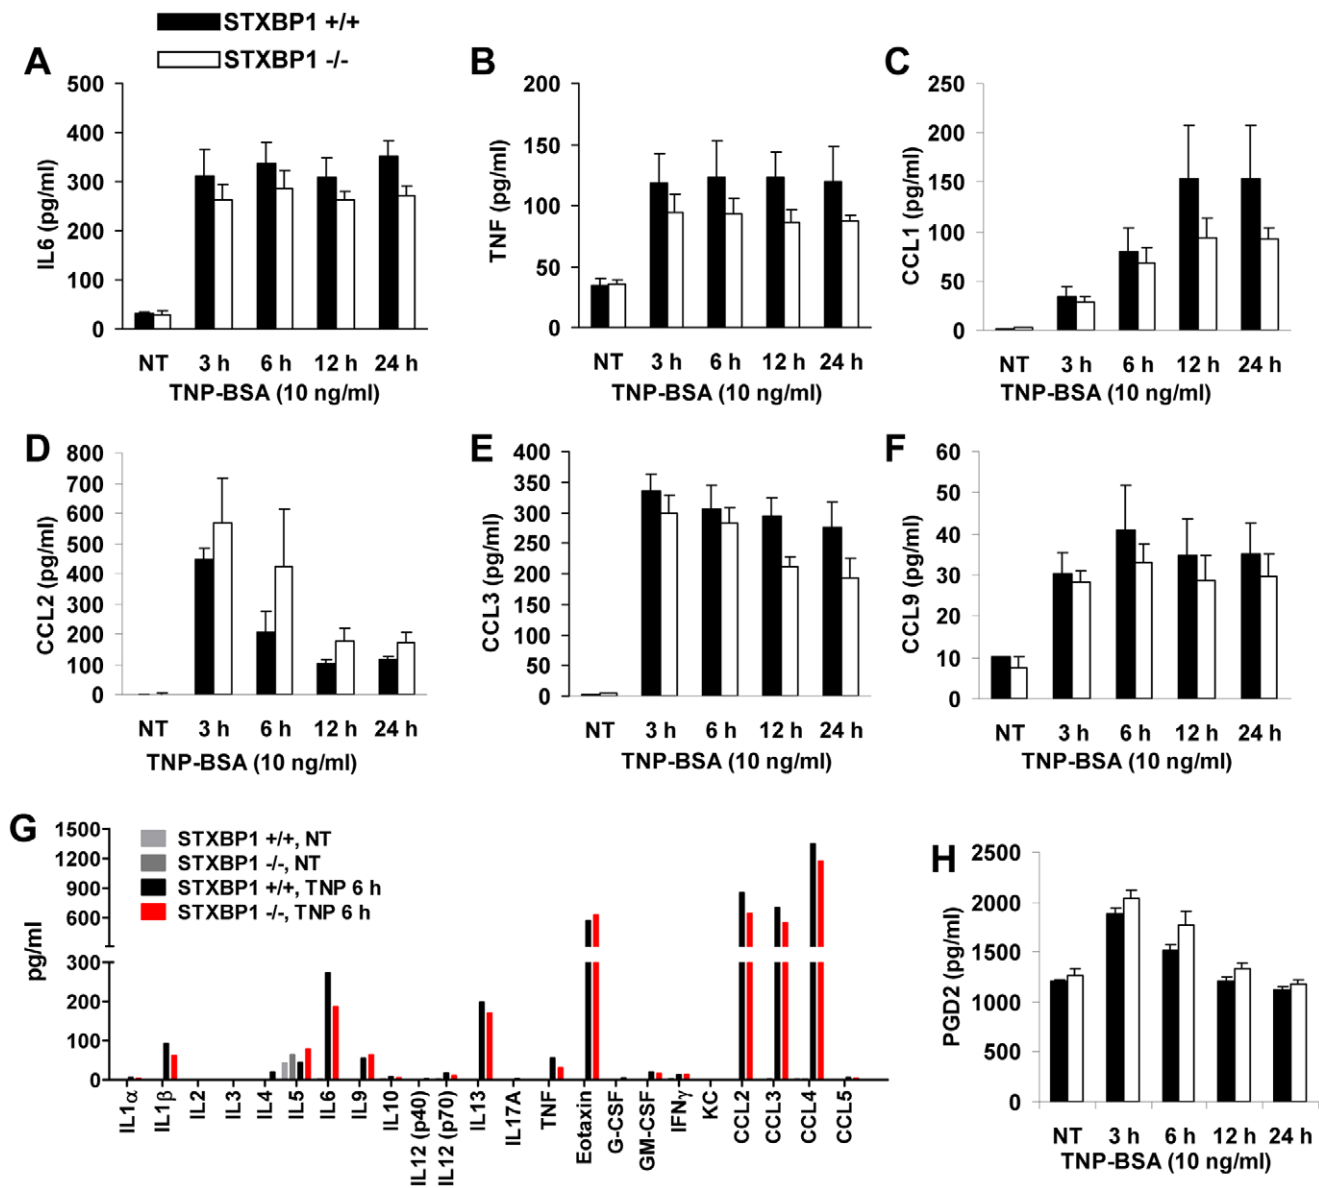 STXBP1 +/+
STXBP1 -/-
A
IL6 (pg/ml)
500
400
300
200
100
0
NT 3 h 6 h 12 h 24 h
TNP-BSA (10 ng/ml)
B
TNF (pg/ml)
200
150
100
50
0
NT 3 h 6 h 12 h 24 h
TNP-BSA (10 ng/ml)
C
CCL1 (pg/ml)
250
200
150
100
50
0
NT 3 h 6 h 12 h 24 h
TNP-BSA (10 ng/ml)
D
CCL2 (pg/ml)
800
700
600
500
400
300
200
100
0
NT 3 h 6 h 12 h 24 h
TNP-BSA (10 ng/ml)
E
CCL3 (pg/ml)
400
350
300
250
200
150
100
50
0
NT 3 h 6 h 12 h 24 h
TNP-BSA (10 ng/ml)
F
CCL9 (pg/ml)
60
50
40
30
20
10
0
NT 3 h 6 h 12 h 24 h
TNP-BSA (10 ng/ml)
G
pg/ml
1500
1200
900
600
300
200
100
0
STXBP1 +/+, NT
STXBP1 -/-, NT
STXBP1 +/+, TNP 6 h
STXBP1 -/-, TNP 6 h
IL1α
IL1β
IL2
IL3
IL4
IL5
IL6
IL9
IL10
IL12 (p40)
IL12 (p70)
IL13
IL17A
TNF
Eotaxin
G-CSF
GM-CSF
IFNγ
KC
CCL2
CCL3
CCL4
CCL5
H
PGD2 (pg/ml)
2500
2000
1500
1000
500
0
NT 3 h 6 h 12 h 24 h
TNP-BSA (10 ng/ml)